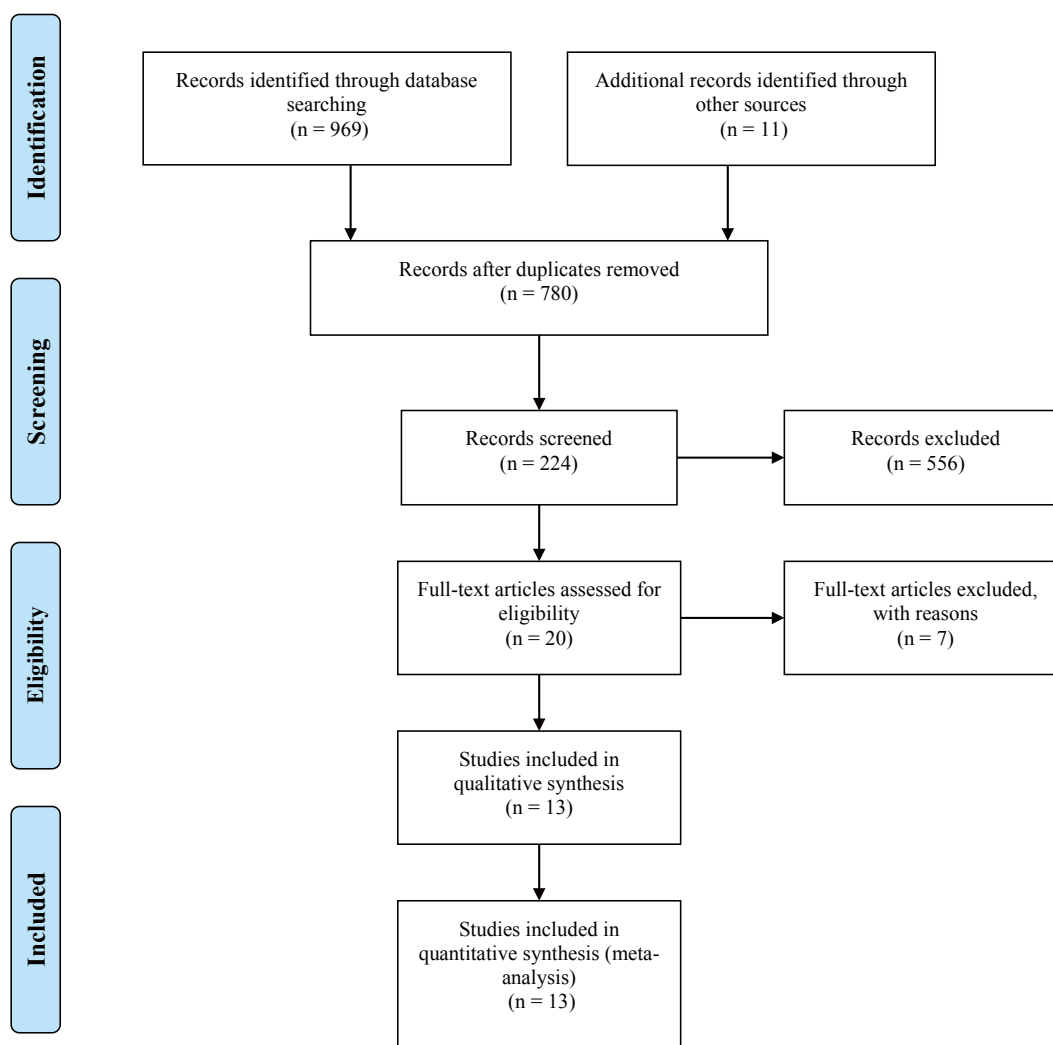 Identification
Records identified through database
searching
(n = 969)
Additional records identified through
other sources
(n = 11)
Records after duplicates removed
(n = 780)
Screening
Records screened
(n = 224)
Records excluded
(n = 556)
Eligibility
Full-text articles assessed for
eligibility
(n = 20)
Full-text articles excluded,
with reasons
(n = 7)
Studies included in
qualitative synthesis
(n = 13)
Included
Studies included in
quantitative synthesis (meta-
analysis)
(n = 13)